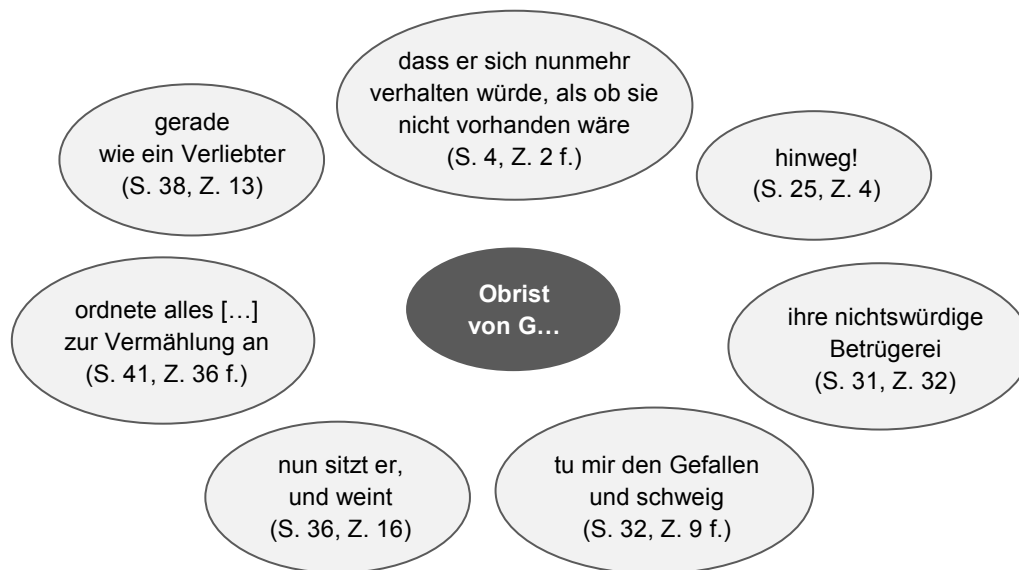 dass er sich nunmehr
verhalten würde, als ob sie
nicht vorhanden wäre
(S. 4, Z. 2 f.)
gerade
wie ein Verliebter
(S. 38, Z. 13)
hinweg!
(S. 25, Z. 4)
Obrist
von G…
ordnete alles […]
zur Vermählung an
(S. 41, Z. 36 f.)
ihre nichtswürdige
Betrügerei
(S. 31, Z. 32)
nun sitzt er,
und weint
(S. 36, Z. 16)
tu mir den Gefallen
und schweig
(S. 32, Z. 9 f.)